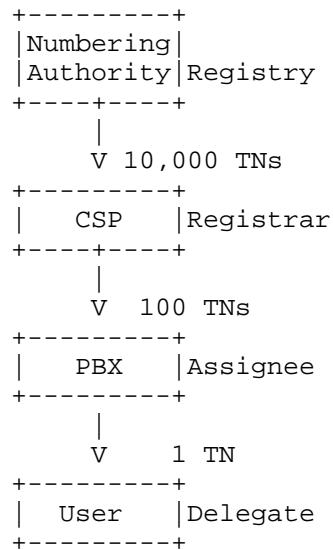 +---------+
|Numbering|
|Authority|Registry
+----+----+
     |
     V 10,000 TNs
+---------+
|   CSP   |Registrar
+----+----+
     |
     V  100 TNs
+---------+
|   PBX   |Assignee
+---------+
     |
     V    1 TN
+---------+
|  User   |Delegate
+---------+